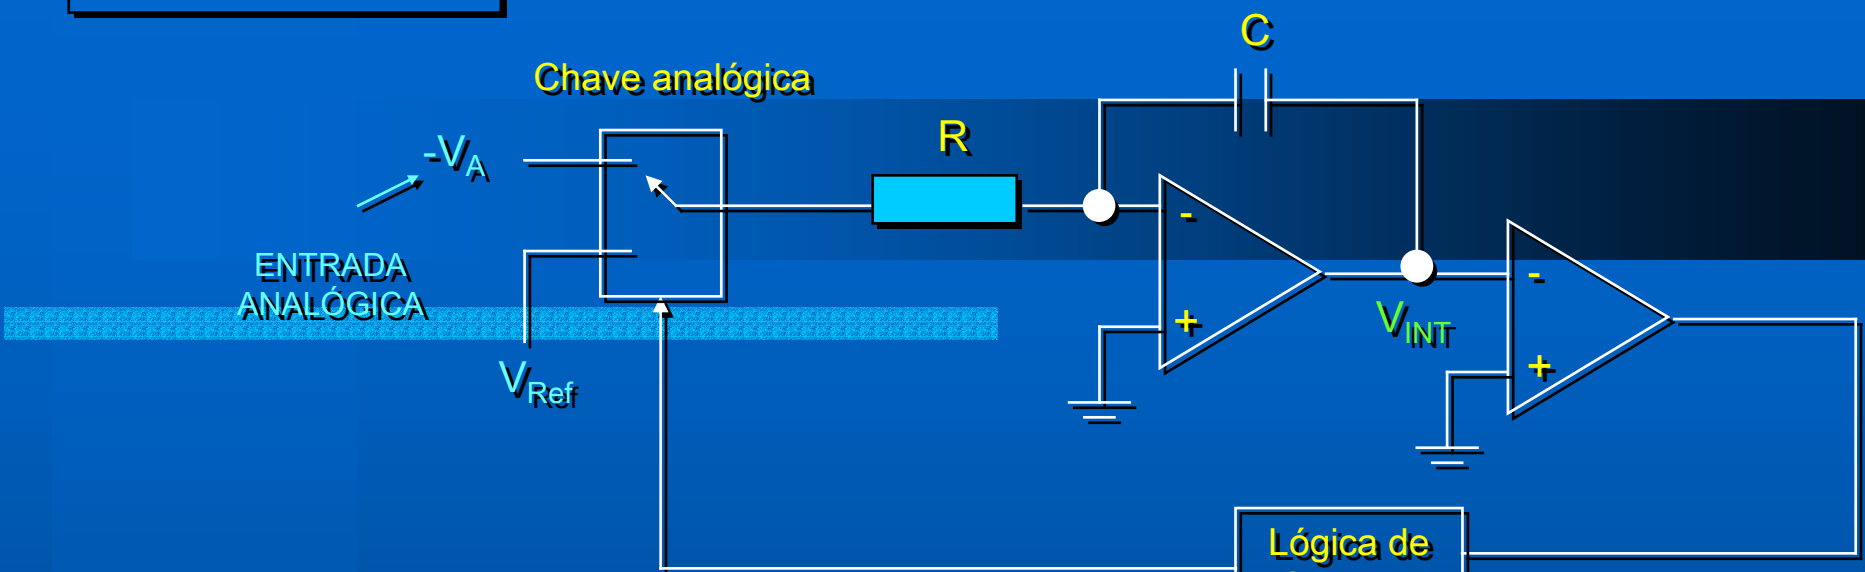 C
Chave analógica
R
-VA
-
ENTRADA
ANALÓGICA
-
+
VINT
+
VRef
Lógica de